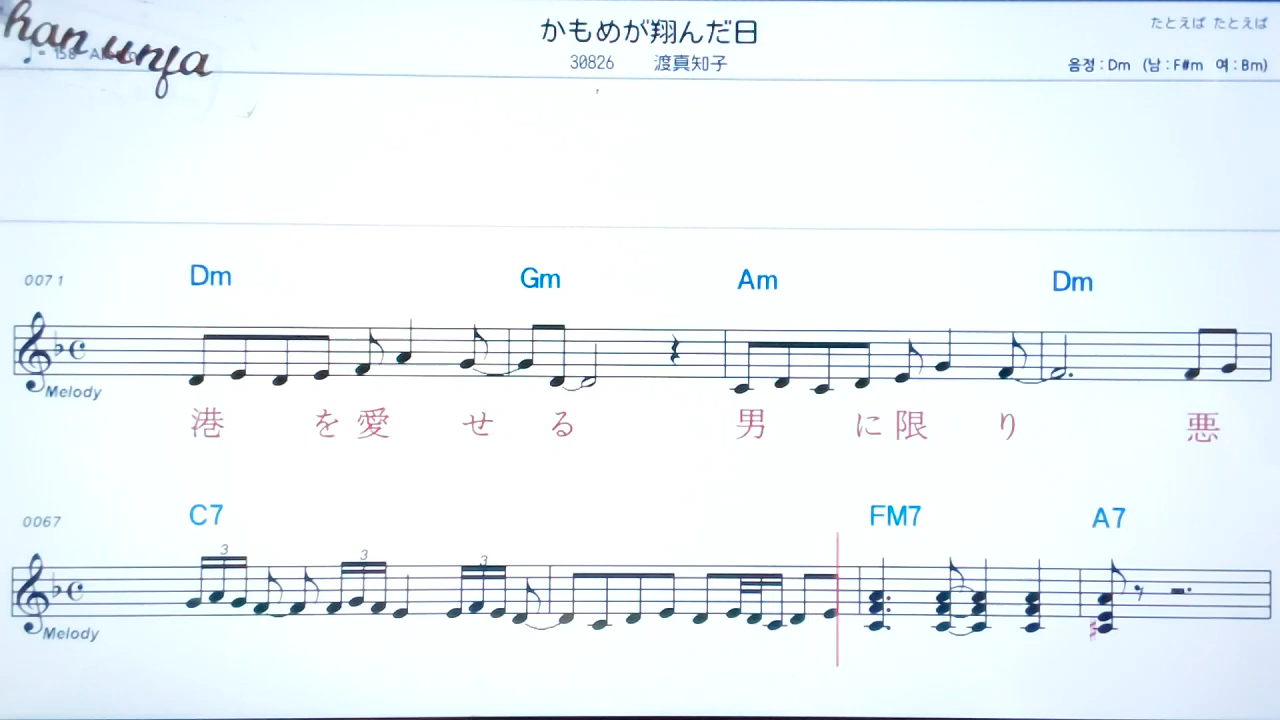 han unja
かもめが翔んだ日
たとえば たとえば
♩= 158
30826 渡真知子
음정 : Dm (남 : F#m 여 : Bm)
0071 Dm Gm Am Dm
Melody
港 を愛 せ る 男 に限 り 悪
0067 C7 FM7 A7
3 3 3
Melody